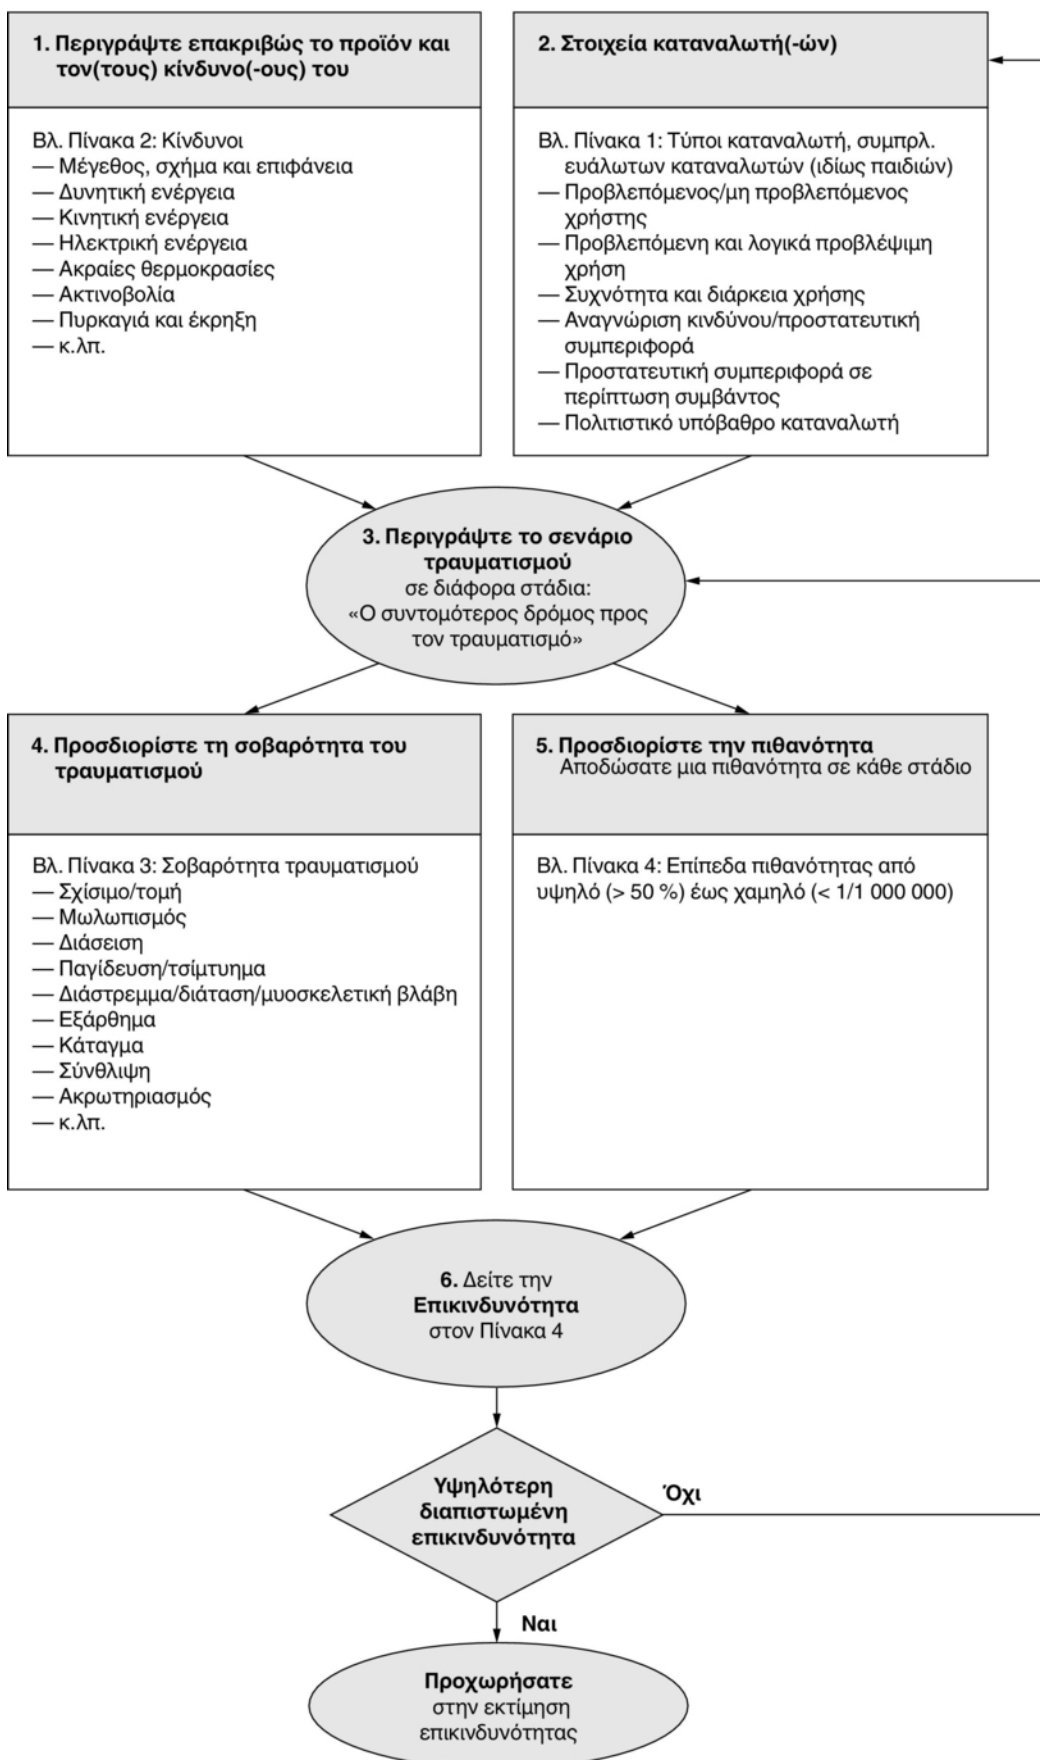 1. Περιγράψτε επακριβώς το προϊόν και
τον(τους) κίνδυνο(-ους) του
Βλ. Πίνακα 2: Κίνδυνοι
— Μέγεθος, σχήμα και επιφάνεια
— Δυνητική ενέργεια
— Κινητική ενέργεια
— Ηλεκτρική ενέργεια
— Ακραίες θερμοκρασίες
— Ακτινοβολία
— Πυρκαγιά και έκρηξη
— κ.λπ.
2. Στοιχεία καταναλωτή(-ών)
Βλ. Πίνακα 1: Τύποι καταναλωτή, συμπρλ.
ευάλωτων καταναλωτών (ιδίως παιδιών)
— Προβλεπόμενος/μη προβλεπόμενος
χρήστης
— Προβλεπόμενη και λογικά προβλέψιμη
χρήση
— Συχνότητα και διάρκεια χρήσης
— Αναγνώριση κινδύνου/προστατευτική
συμπεριφορά
— Προστατευτική συμπεριφορά σε
περίπτωση συμβάντος
— Πολιτιστικό υπόβαθρο καταναλωτή
3. Περιγράψτε το σενάριο
τραυματισμού
σε διάφορα στάδια:
«Ο συντομότερος δρόμος προς
τον τραυματισμό»
4. Προσδιορίστε τη σοβαρότητα του
τραυματισμού
Βλ. Πίνακα 3: Σοβαρότητα τραυματισμού
— Σχίσιμο/τομή
— Μωλωπισμός
— Διάσειση
— Παγίδευση/τσίμτυημα
— Διάστρεμμα/διάταση/μυοσκελετική βλάβη
— Εξάρθημα
— Κάταγμα
— Σύνθλιψη
— Ακρωτηριασμός
— κ.λπ.
5. Προσδιορίστε την πιθανότητα
Αποδώσατε μια πιθανότητα σε κάθε στάδιο
Βλ. Πίνακα 4: Επίπεδα πιθανότητας από
υψηλό (> 50 %) έως χαμηλό (< 1/1 000 000)
6. Δείτε την
Επικινδυνότητα
στον Πίνακα 4
Υψηλότερη
διαπιστωμένη
επικινδυνότητα
Όχι
Ναι
Προχωρήσατε
στην εκτίμηση
επικινδυνότητας